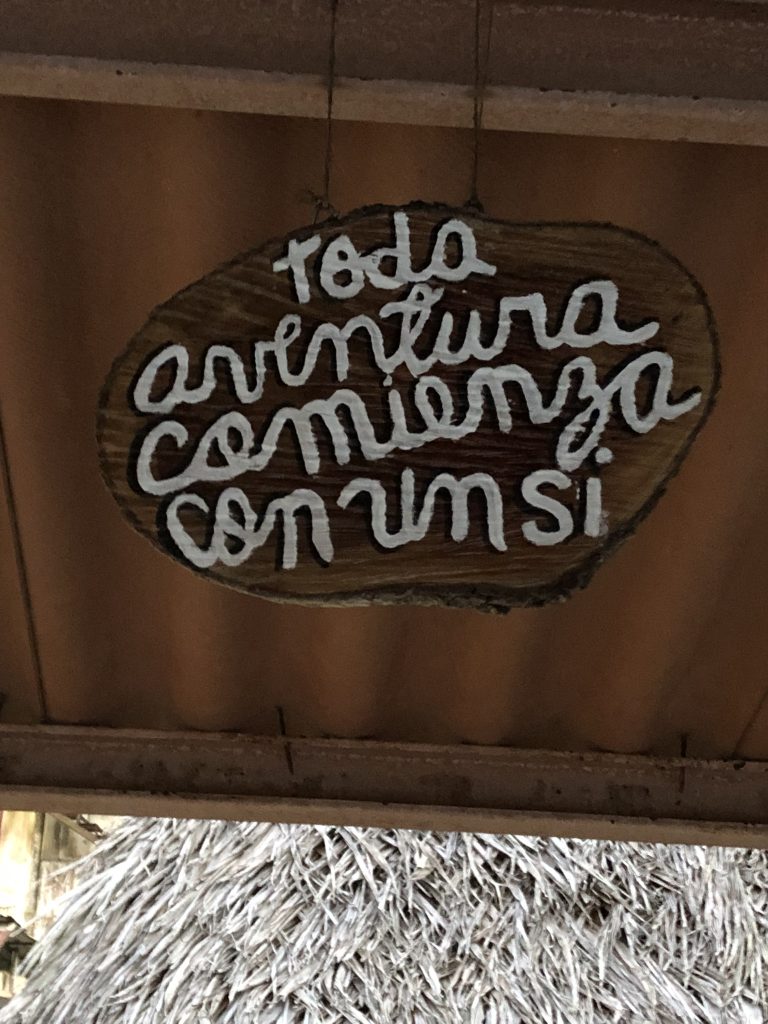 toda
aventura
comienza
con un si